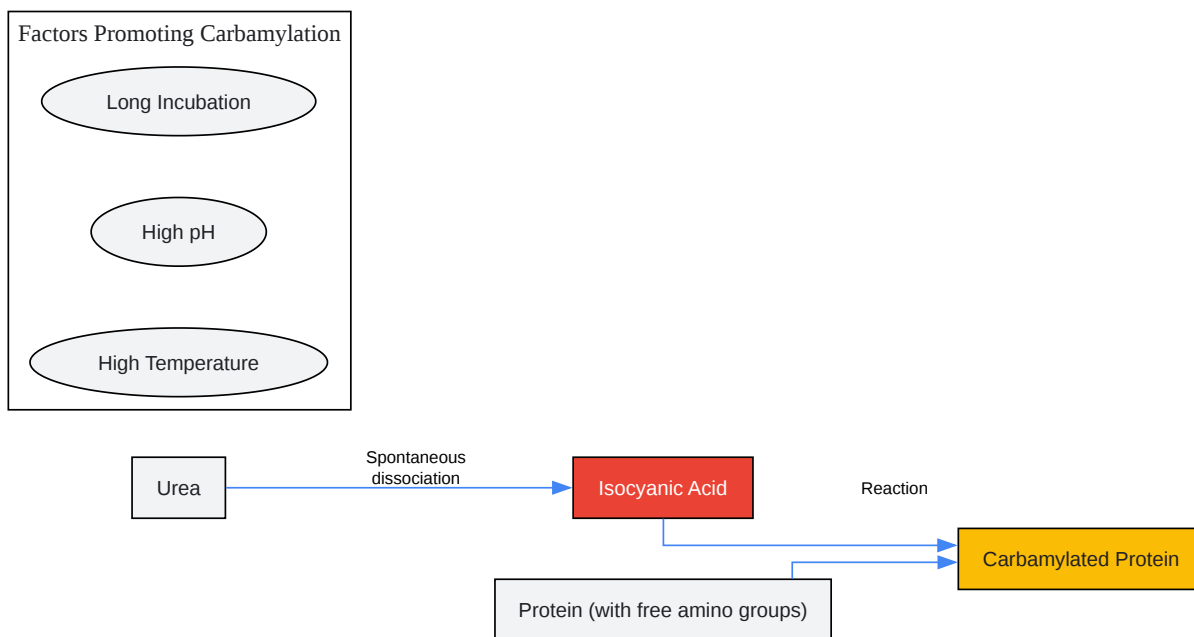 Factors Promoting Carbamylation
Long Incubation
High pH
High Temperature
Spontaneous
dissociation
Urea
Isocyanic Acid
Reaction
Carbamylated Protein
Protein (with free amino groups)